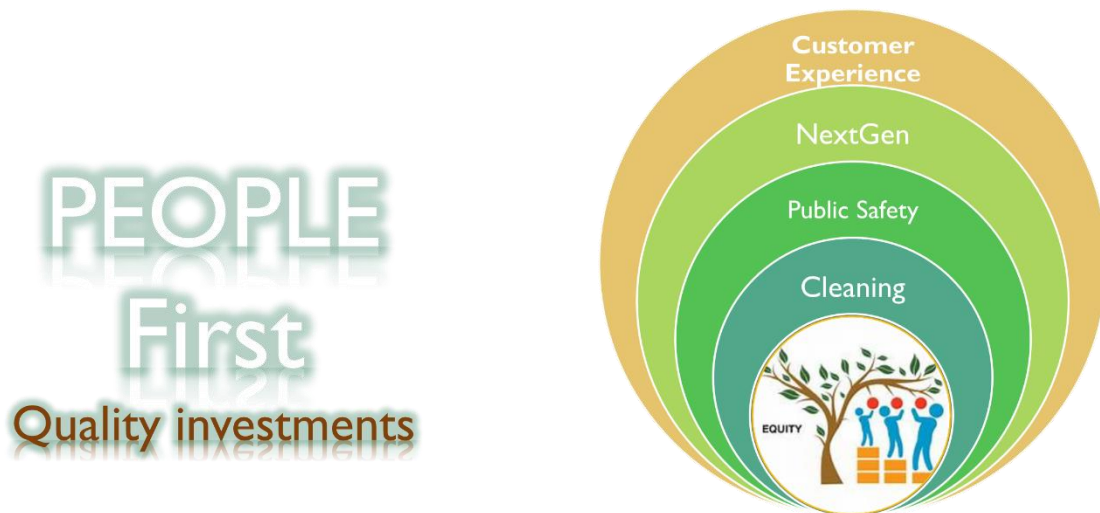 PEOPLE
First
Quality investments
Customer
Experience
NextGen
Public Safety
Cleaning
EQUITY